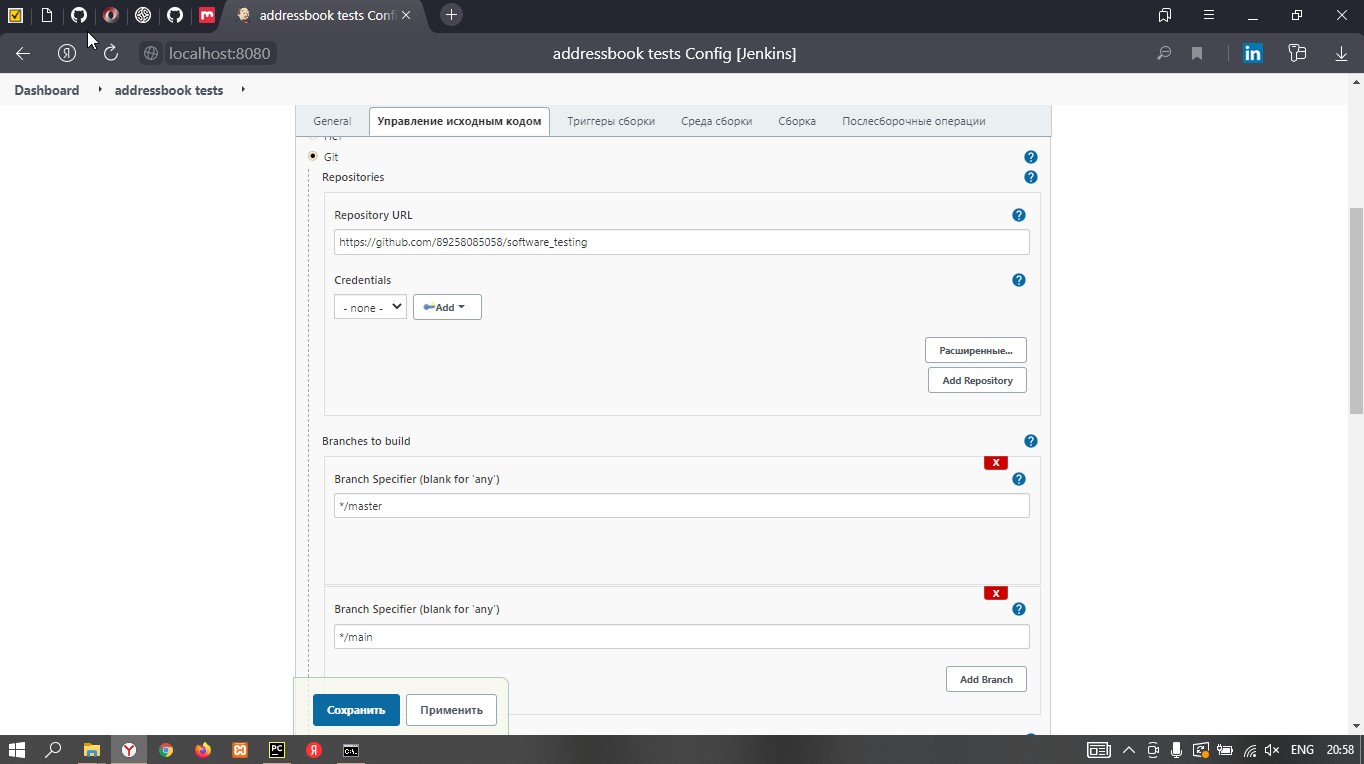 addressbook tests Confi
localhost:8080
addressbook tests Config [Jenkins]
in
Dashboard
addressbook tests
General
Управление исходным кодом
Триггеры сборки
Среда сборки
Сборка
Послесборочные операции
Git
Repositories
Repository URL
https://github.com/89258085058/software_testing
Credentials
- none -
Add
Расширенные...
Add Repository
Branches to build
X
Branch Specifier (blank for 'any')
*/master
X
Branch Specifier (blank for 'any')
*/main
Add Branch
Сохранить
Применить
ENG
20:58